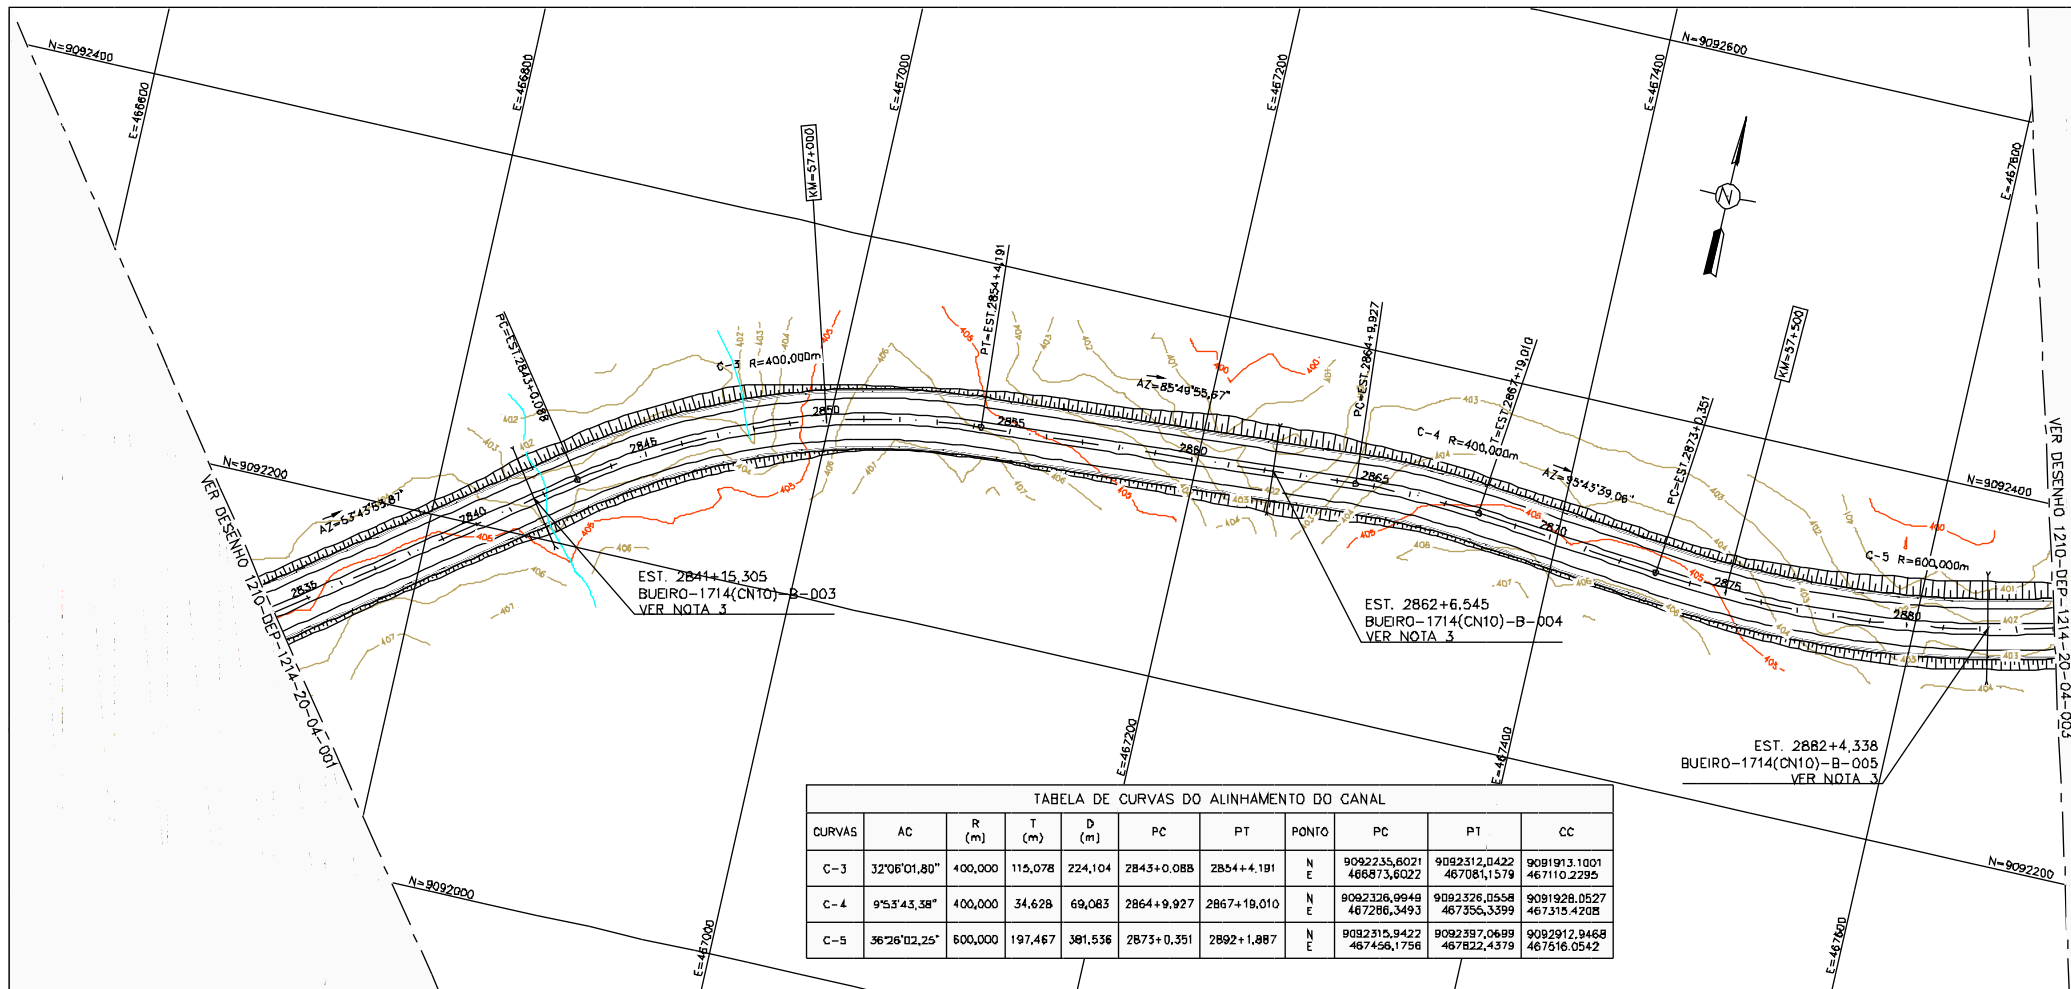 N=9092400
E=466600
E=466800
E=467000
E=467200
E=467400
N=9092600
E=467600
KM=57+000
KM=57+500
PC=EST.2843+0.088
PT=EST.2854+4,191
PC=EST.2864+9,927
PT=EST.2867+19,010
PC=EST.2873+0,351
C-3 R=400,000m
C-4 R=400,000m
C-5 R=600,000m
AZ=53°43'53,87"
AZ=85°49'55,67"
AZ=95°43'39,06"
N=9092200
N=9092400
VER DESENHO 1210-DEP-1214-20-04-001
VER DESENHO 1210-DEP-1214-20-04-003
2835
2840
2845
2850
2855
2860
2865
2870
2875
2880
EST. 2841+15,305
BUEIRO-1714(CN10)-B-003
VER NOTA 3
EST. 2862+6,545
BUEIRO-1714(CN10)-B-004
VER NOTA 3
EST. 2882+4,338
BUEIRO-1714(CN10)-B-005
VER NOTA 3
E=467000
E=467200
E=467400
E=467600
N=9092000
N=9092200
TABELA DE CURVAS DO ALINHAMENTO DO CANAL
CURVAS AC R (m) T (m) D (m) PC PT PONTO PC PT CC
C-3 32°06'01,80" 400,000 115,078 224,104 2843+0.088 2854+4.191 N 9092235,6021 9092312,0422 9091913.1001
E 466873,6022 467081,1579 467110.2295
C-4 9°53'43,38" 400,000 34,628 69,083 2864+9,927 2867+19,010 N 9092326,9949 9092326,0558 9091928.0527
E 467286,3493 467355,3399 467315.4208
C-5 36°26'02,25" 600,000 197,467 381,536 2873+0,351 2892+1,887 N 9092315,9422 9092397,0699 9092912,9468
E 467456,1756 467822,4379 467516.0542